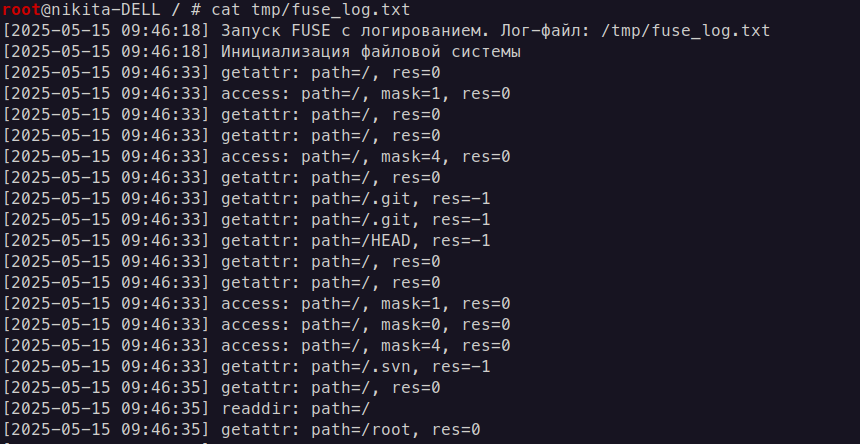 root@nikita-DELL / # cat tmp/fuse_log.txt
[2025-05-15 09:46:18] Запуск FUSE с логированием. Лог-файл: /tmp/fuse_log.txt
[2025-05-15 09:46:18] Инициализация файловой системы
[2025-05-15 09:46:33] getattr: path=/, res=0
[2025-05-15 09:46:33] access: path=/, mask=1, res=0
[2025-05-15 09:46:33] getattr: path=/, res=0
[2025-05-15 09:46:33] getattr: path=/, res=0
[2025-05-15 09:46:33] access: path=/, mask=4, res=0
[2025-05-15 09:46:33] getattr: path=/, res=0
[2025-05-15 09:46:33] getattr: path=/.git, res=-1
[2025-05-15 09:46:33] getattr: path=/.git, res=-1
[2025-05-15 09:46:33] getattr: path=/HEAD, res=-1
[2025-05-15 09:46:33] getattr: path=/, res=0
[2025-05-15 09:46:33] getattr: path=/, res=0
[2025-05-15 09:46:33] access: path=/, mask=1, res=0
[2025-05-15 09:46:33] access: path=/, mask=0, res=0
[2025-05-15 09:46:33] access: path=/, mask=4, res=0
[2025-05-15 09:46:33] getattr: path=/.svn, res=-1
[2025-05-15 09:46:35] getattr: path=/, res=0
[2025-05-15 09:46:35] readdir: path=/
[2025-05-15 09:46:35] getattr: path=/root, res=0